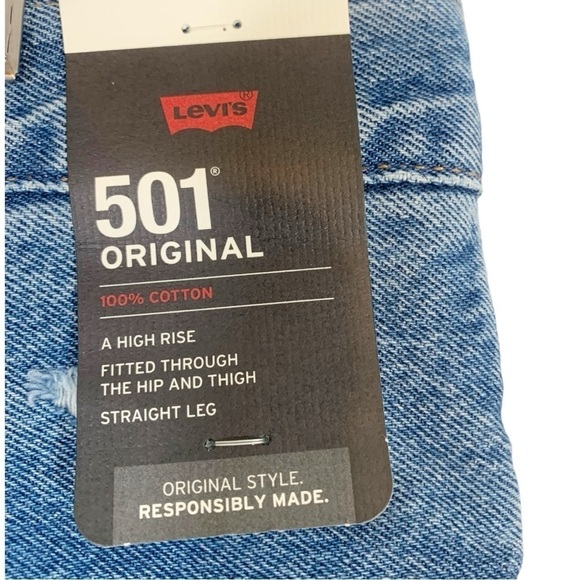 LEVI'S®
501®
ORIGINAL
100% COTTON
A HIGH RISE
FITTED THROUGH
THE HIP AND THIGH
STRAIGHT LEG
ORIGINAL STYLE.
RESPONSIBLY MADE.